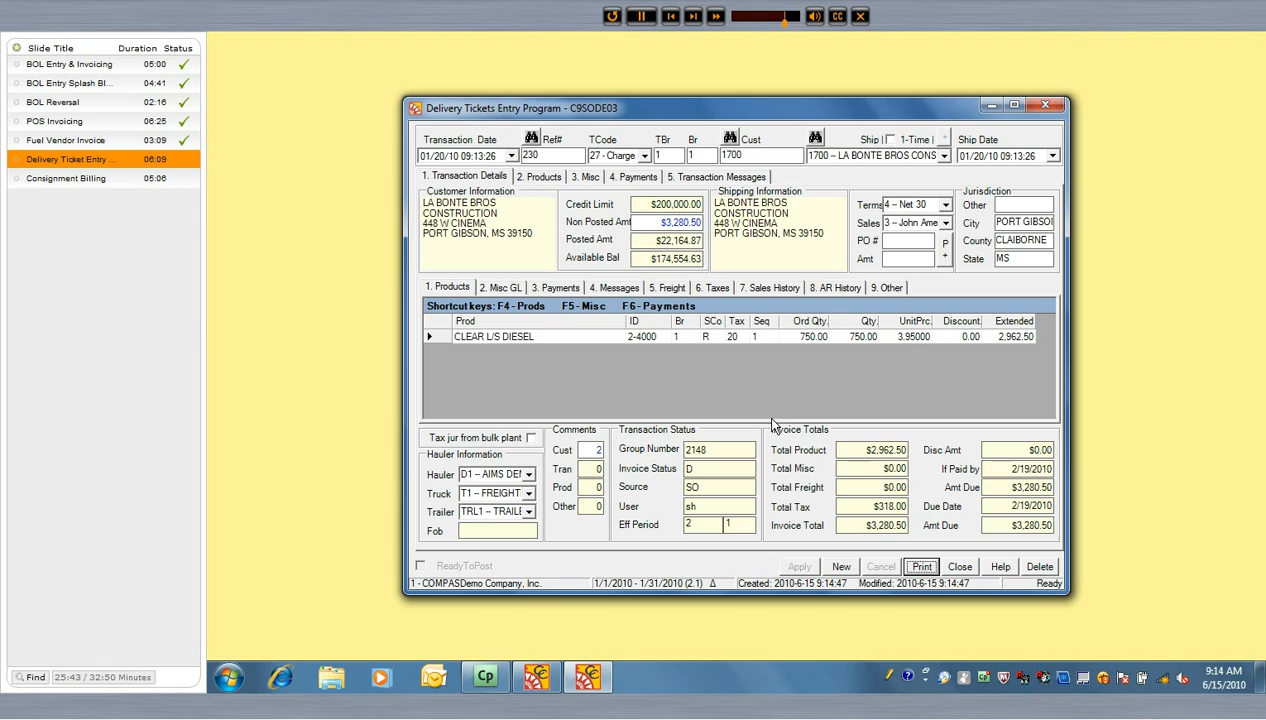 CC
Slide Title Duration Status
BOL Entry & Invoicing 05:00
BOL Entry Splash Bl... 04:41
BOL Reversal 02:16
POS Invoicing 06:25
Fuel Vendor Invoice 03:09
Delivery Ticket Entry ... 06:09
Consignment Billing 05:06
Delivery Tickets Entry Program - C9SODE03
Transaction Date Ref# TCode TBr Br Cust Ship 1-Time Ship Date
01/20/10 09:13:26 230 27 - Charge 1 1 1700 1700 -- LA BONTE BROS CONS 01/20/10 09:13:26
1. Transaction Details 2. Products 3. Misc 4. Payments 5. Transaction Messages
Customer Information
LA BONTE BROS
CONSTRUCTION
448 W CINEMA
PORT GIBSON, MS 39150
Credit Limit $200,000.00
Non Posted Amt $3,280.50
Posted Amt $22,164.87
Available Bal $174,554.63
Shipping Information
LA BONTE BROS
CONSTRUCTION
448 W CINEMA
PORT GIBSON, MS 39150
Terms 4 -- Net 30
Sales 3 -- John Ame
PO # P
Amt +
Jurisdiction
Other
City PORT GIBSO
County CLAIBORNE
State MS
1. Products 2. Misc GL 3. Payments 4. Messages 5. Freight 6. Taxes 7. Sales History 8. AR History 9. Other
Shortcut keys: F4 - Prods F5 - Misc F6 - Payments
Prod ID Br SCo Tax Seq Ord Qty. Qty. UnitPrc. Discount. Extended
CLEAR L/S DIESEL 2-4000 1 R 20 1 750.00 750.00 3.95000 0.00 2,962.50
Tax jur from bulk plant
Hauler Information
Hauler D1 -- AIMS DEI
Truck T1 -- FREIGHT
Trailer TRL1 -- TRAILE
Fob
Comments
Cust 2
Tran 0
Prod 0
Other 0
Transaction Status
Group Number 2148
Invoice Status D
Source SO
User sh
Eff Period 2 1
voice Totals
Total Product $2,962.50 Disc Amt $0.00
Total Misc $0.00 If Paid by 2/19/2010
Total Freight $0.00 Amt Due $3,280.50
Total Tax $318.00 Due Date 2/19/2010
Invoice Total $3,280.50 Amt Due $3,280.50
ReadyToPost Apply New Cancel Print Close Help Delete
1 - COMPASDemo Company, Inc. 1/1/2010 - 1/31/2010 (2.1) Δ Created: 2010-6-15 9:14:47 Modified: 2010-6-15 9:14:47 Ready
Find 25:43 / 32:50 Minutes
Cp
9:14 AM
6/15/2010